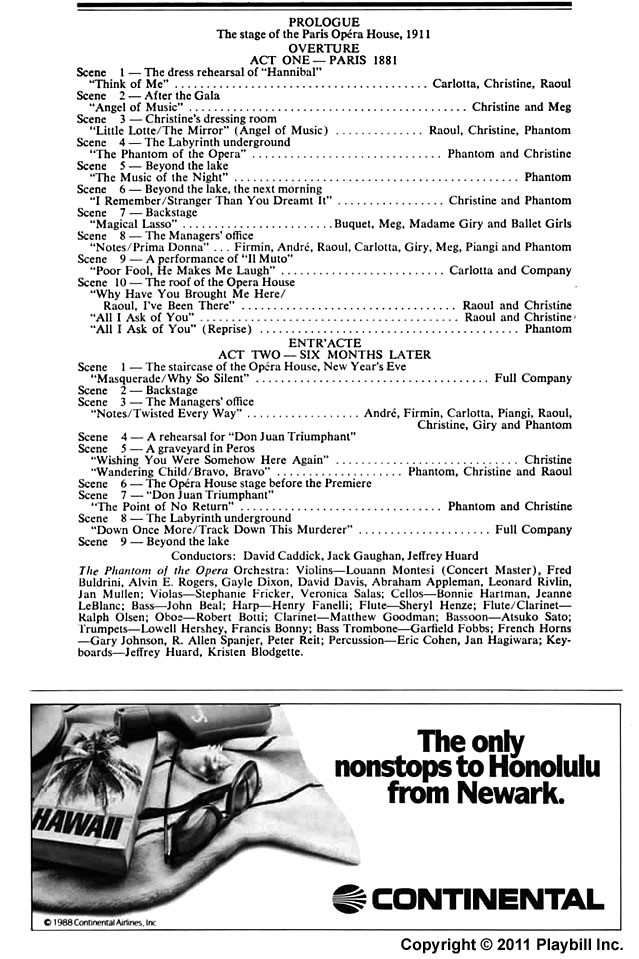 PROLOGUE
The stage of the Paris Opéra House, 1911
OVERTURE
ACT ONE — PARIS 1881
Scene 1 — The dress rehearsal of "Hannibal"
"Think of Me" ........................................ Carlotta, Christine, Raoul
Scene 2 — After the Gala
"Angel of Music" ............................................... Christine and Meg
Scene 3 — Christine's dressing room
"Little Lotte/The Mirror" (Angel of Music) .............. Raoul, Christine, Phantom
Scene 4 — The Labyrinth underground
"The Phantom of the Opera" ................................ Phantom and Christine
Scene 5 — Beyond the lake
"The Music of the Night" ................................................ Phantom
Scene 6 — Beyond the lake, the next morning
"I Remember/Stranger Than You Dreamt It" .................. Christine and Phantom
Scene 7 — Backstage
"Magical Lasso" .........................Buquet, Meg, Madame Giry and Ballet Girls
Scene 8 — The Managers' office
"Notes/Prima Donna" ... Firmin, André, Raoul, Carlotta, Giry, Meg, Piangi and Phantom
Scene 9 — A performance of "Il Muto"
"Poor Fool, He Makes Me Laugh" ............................ Carlotta and Company
Scene 10 — The roof of the Opera House
"Why Have You Brought Me Here/
Raoul, I've Been There" .................................... Raoul and Christine
"All I Ask of You" ............................................ Raoul and Christine
"All I Ask of You" (Reprise) ............................................ Phantom
ENTR'ACTE
ACT TWO — SIX MONTHS LATER
Scene 1 — The staircase of the Opéra House, New Year's Eve
"Masquerade/Why So Silent" ......................................... Full Company
Scene 2 — Backstage
Scene 3 — The Managers' office
"Notes/Twisted Every Way" ................... André, Firmin, Carlotta, Piangi, Raoul,
Christine, Giry and Phantom
Scene 4 — A rehearsal for "Don Juan Triumphant"
Scene 5 — A graveyard in Peros
"Wishing You Were Somehow Here Again" ............................... Christine
"Wandering Child/Bravo, Bravo" ..................... Phantom, Christine and Raoul
Scene 6 — The Opéra House stage before the Premiere
Scene 7 — "Don Juan Triumphant"
"The Point of No Return" ................................... Phantom and Christine
Scene 8 — The Labyrinth underground
"Down Once More/Track Down This Murderer" ....................... Full Company
Scene 9 — Beyond the lake
Conductors: David Caddick, Jack Gaughan, Jeffrey Huard
The Phantom of the Opera Orchestra: Violins—Louann Montesi (Concert Master), Fred
Buldrini, Alvin E. Rogers, Gayle Dixon, David Davis, Abraham Appleman, Leonard Rivlin,
Jan Mullen; Violas—Stephanie Fricker, Veronica Salas; Cellos—Bonnie Hartman, Jeanne
LeBlanc; Bass—John Beal; Harp—Henry Fanelli; Flute—Sheryl Henze; Flute/Clarinet—
Ralph Olsen; Oboe—Robert Botti; Clarinet—Matthew Goodman; Bassoon—Atsuko Sato;
Trumpets—Lowell Hershey, Francis Bonny; Bass Trombone—Garfield Fobbs; French Horns
—Gary Johnson, R. Allen Spanjer, Peter Reit; Percussion—Eric Cohen, Jan Hagiwara; Key-
boards—Jeffrey Huard, Kristen Blodgette.
The only
nonstops to Honolulu
from Newark.
HAWAII
CONTINENTAL
© 1988 Continental Airlines, Inc
Copyright © 2011 Playbill Inc.